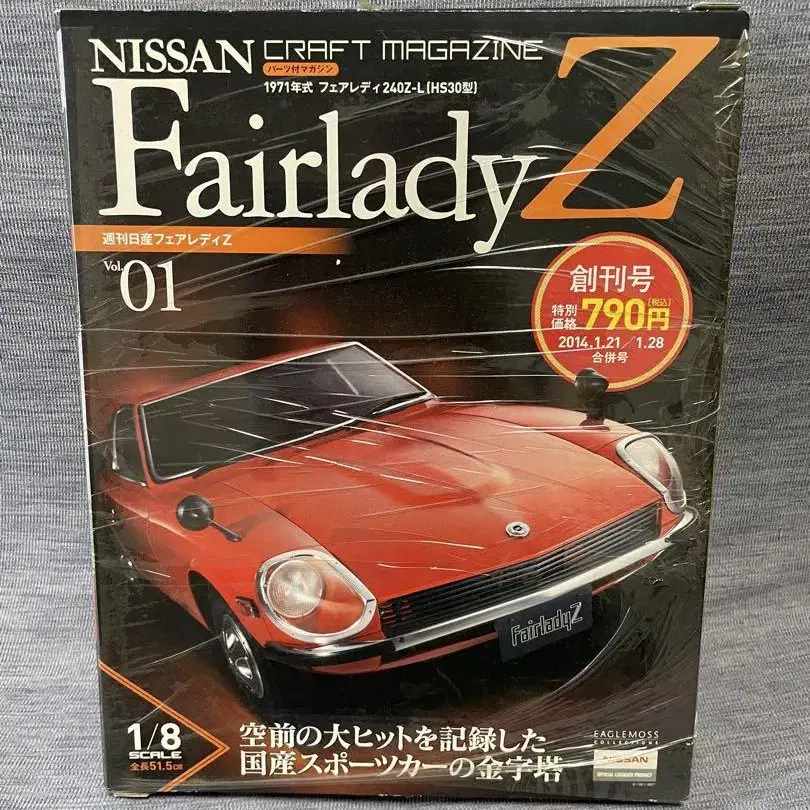 NISSAN CRAFT MAGAZINE
パーツ付マガジン
1971年式 フェアレディ240Z-L(HS30型)
Fairlady Z
週刊日産フェアレディZ
Vol. 01
創刊号
特別価格 790円 [税込]
2014.1.21/1.28
合併号
FairladyZ
1/8
SCALE
全長51.5cm
空前の大ヒットを記録した
国産スポーツカーの金字塔
EAGLEMOSS
COLLECTIONS
NISSAN
OFFICIAL LICENSED PRODUCT